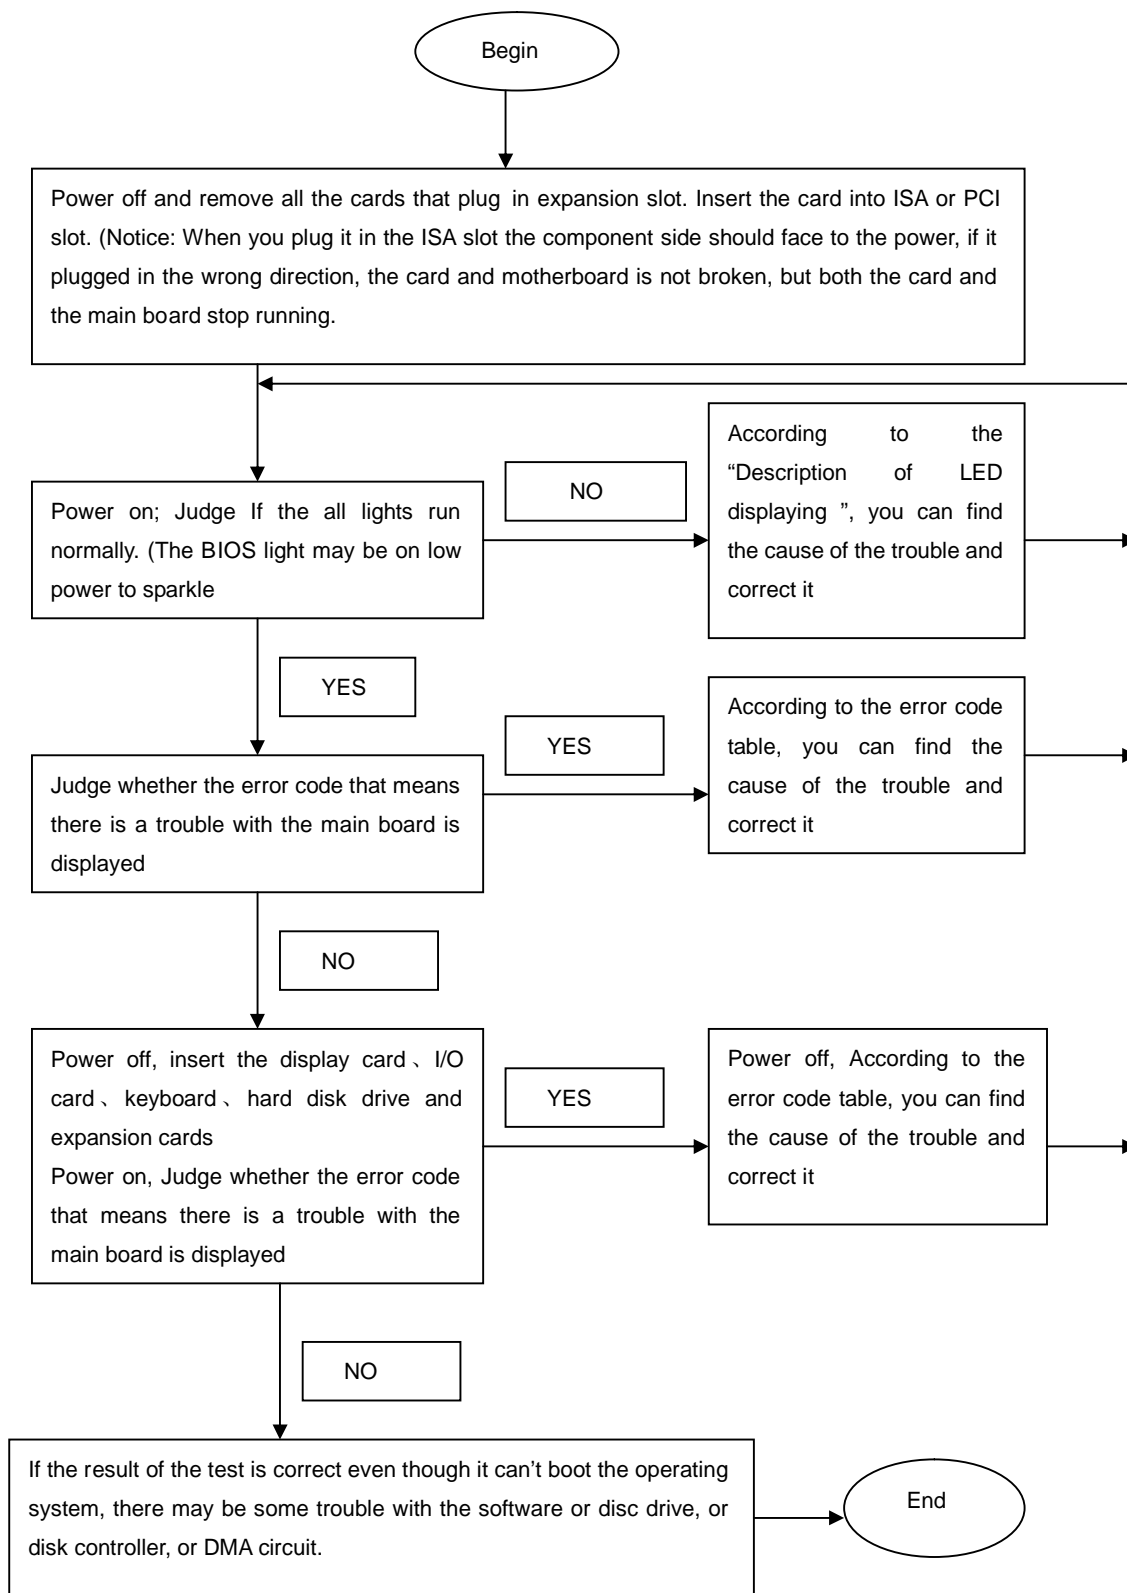 Begin
Power off and remove all the cards that plug in expansion slot. Insert the card into ISA or PCI
slot. (Notice: When you plug it in the ISA slot the component side should face to the power, if it
plugged in the wrong direction, the card and motherboard is not broken, but both the card and
the main board stop running.
According to the
“Description of LED
displaying ”, you can find
the cause of the trouble and
correct it
NO
Power on; Judge If the all lights run
normally. (The BIOS light may be on low
power to sparkle
YES
According to the error code
table, you can find the
cause of the trouble and
correct it
YES
Judge whether the error code that means
there is a trouble with the main board is
displayed
NO
Power off, insert the display card、I/O
card、keyboard、hard disk drive and
expansion cards
Power on, Judge whether the error code
that means there is a trouble with the
main board is displayed
YES
Power off, According to the
error code table, you can find
the cause of the trouble and
correct it
NO
If the result of the test is correct even though it can’t boot the operating
system, there may be some trouble with the software or disc drive, or
disk controller, or DMA circuit.
End